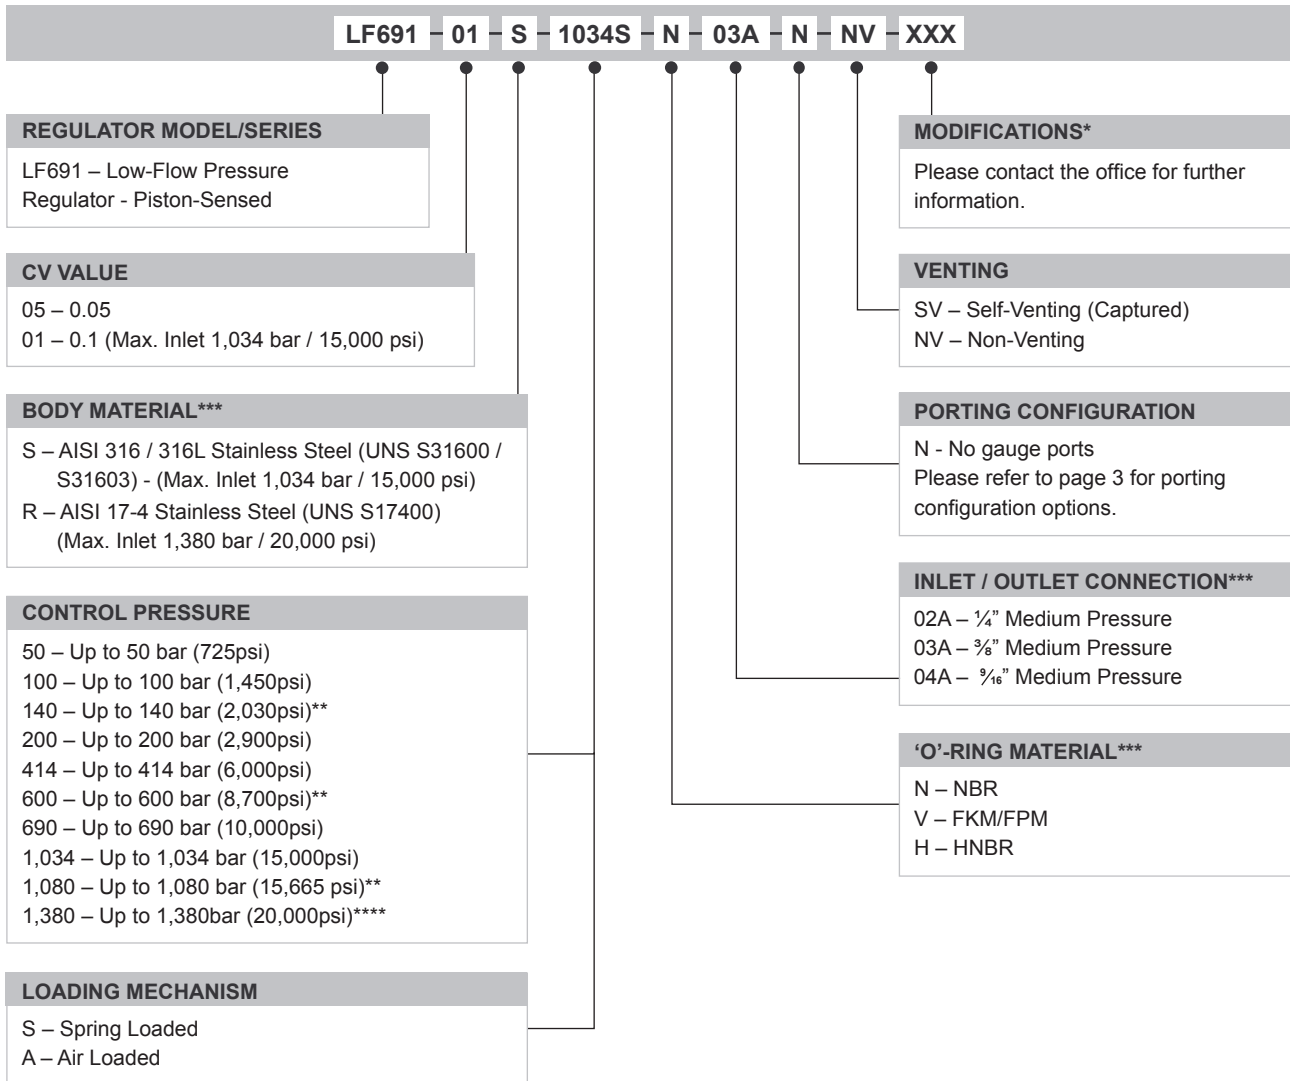 LF691 – 01 – S – 1034S – N – 03A – N – NV – XXX
REGULATOR MODEL/SERIES
LF691 – Low-Flow Pressure
Regulator - Piston-Sensed
CV VALUE
05 – 0.05
01 – 0.1 (Max. Inlet 1,034 bar / 15,000 psi)
BODY MATERIAL***
S – AISI 316 / 316L Stainless Steel (UNS S31600 /
S31603) - (Max. Inlet 1,034 bar / 15,000 psi)
R – AISI 17-4 Stainless Steel (UNS S17400)
(Max. Inlet 1,380 bar / 20,000 psi)
CONTROL PRESSURE
50 – Up to 50 bar (725psi)
100 – Up to 100 bar (1,450psi)
140 – Up to 140 bar (2,030psi)**
200 – Up to 200 bar (2,900psi)
414 – Up to 414 bar (6,000psi)
600 – Up to 600 bar (8,700psi)**
690 – Up to 690 bar (10,000psi)
1,034 – Up to 1,034 bar (15,000psi)
1,080 – Up to 1,080 bar (15,665 psi)**
1,380 – Up to 1,380bar (20,000psi)****
LOADING MECHANISM
S – Spring Loaded
A – Air Loaded
MODIFICATIONS*
Please contact the office for further
information.
VENTING
SV – Self-Venting (Captured)
NV – Non-Venting
PORTING CONFIGURATION
N - No gauge ports
Please refer to page 3 for porting
configuration options.
INLET / OUTLET CONNECTION***
02A – ¼” Medium Pressure
03A – ⅜” Medium Pressure
04A – ⁹⁄₁₆” Medium Pressure
‘O’-RING MATERIAL***
N – NBR
V – FKM/FPM
H – HNBR